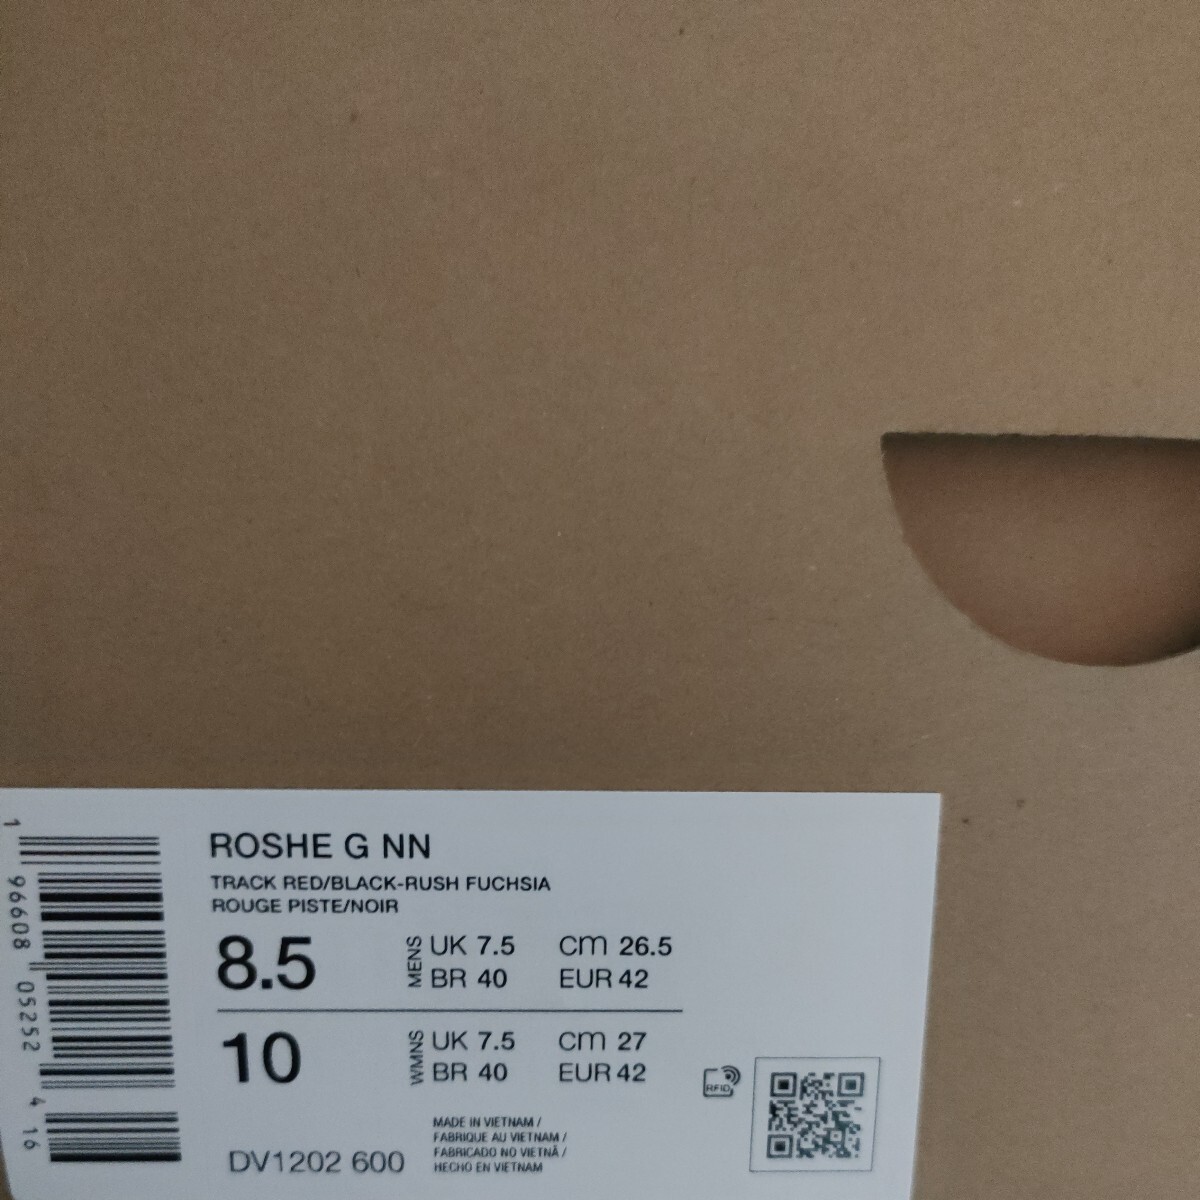 ROSHE G NN
TRACK RED/BLACK-RUSH FUCHSIA
ROUGE PISTE/NOIR
8.5 MENS UK 7.5 cm 26.5
BR 40 EUR 42
10 WMNS UK 7.5 cm 27
BR 40 EUR 42
RFID
MADE IN VIETNAM /
FABRIQUE AU VIETNAM /
FABRICADO NO VIETNÃ /
HECHO EN VIETNAM
DV1202 600
1 96608 05252 4 16